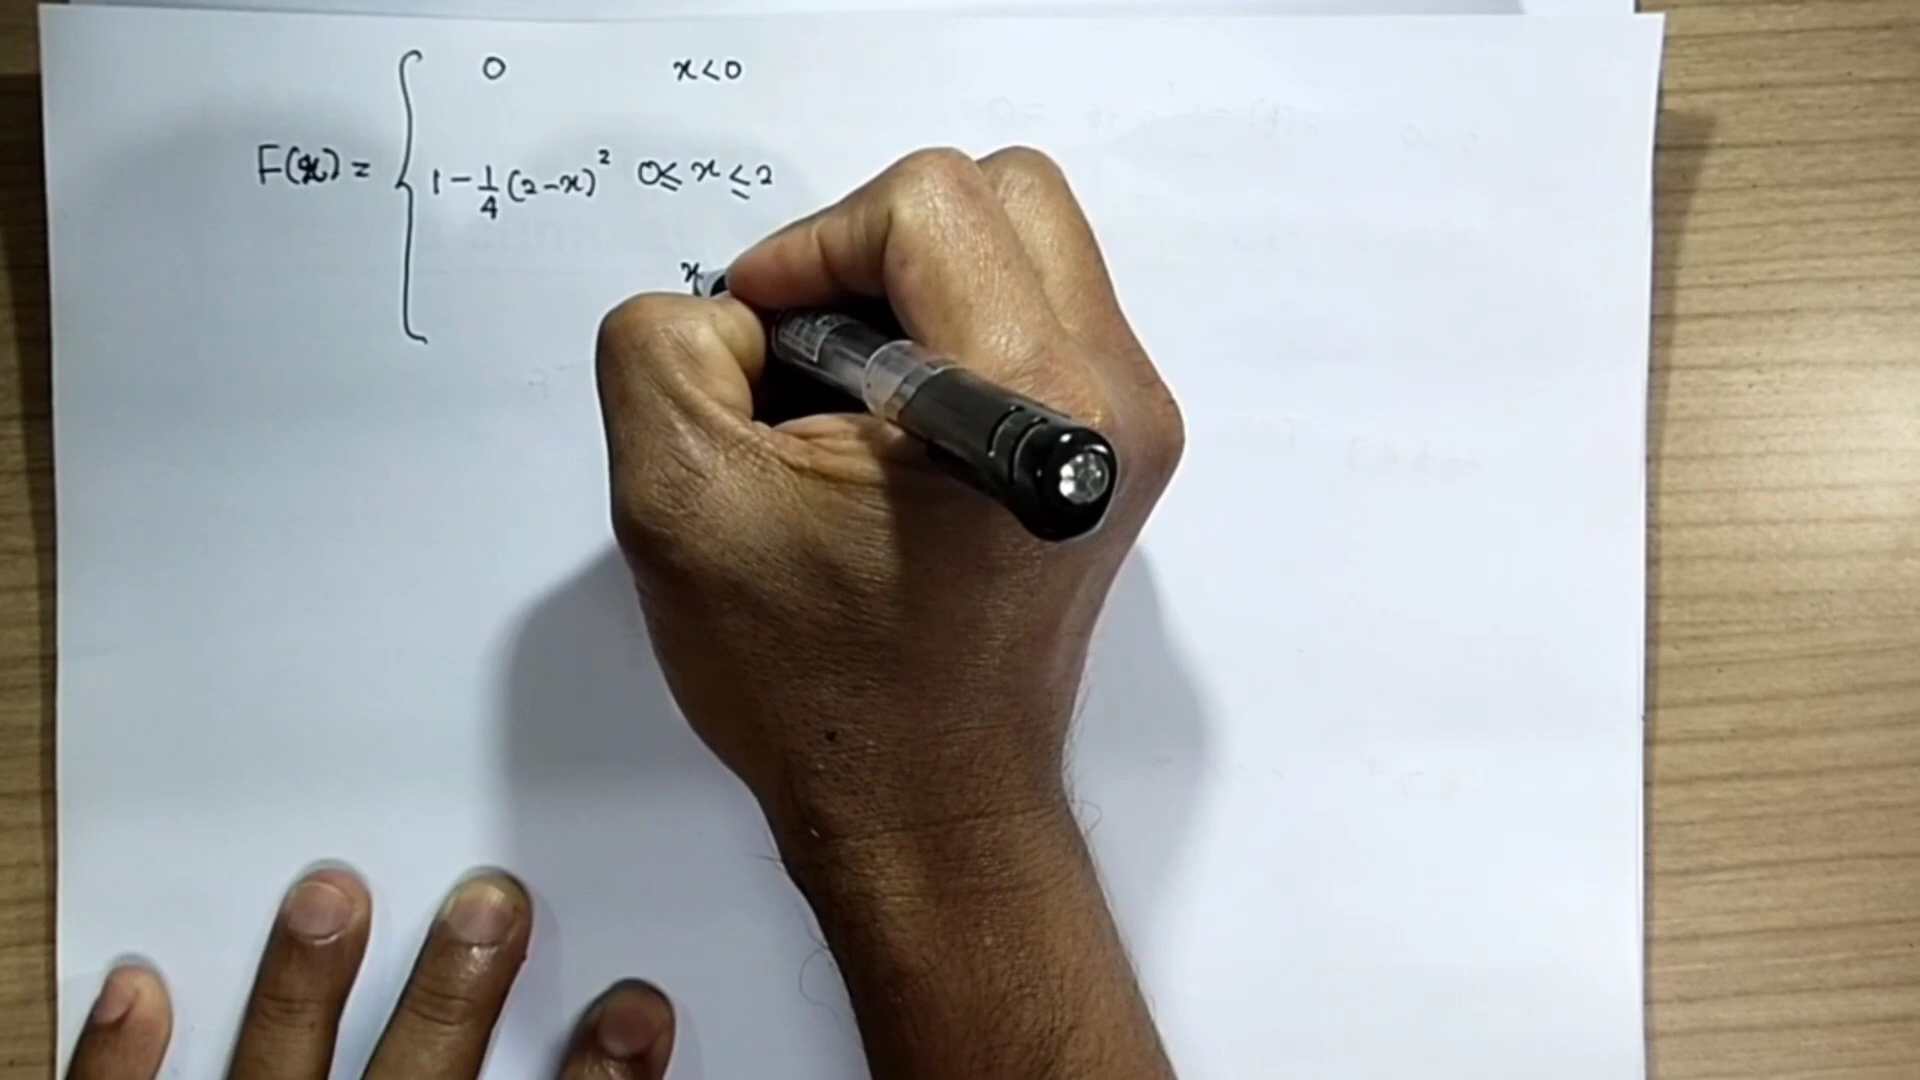 0 x<0
F(x) = { 1 - 1/4 (2-x)² 0 ≤ x ≤ 2
x